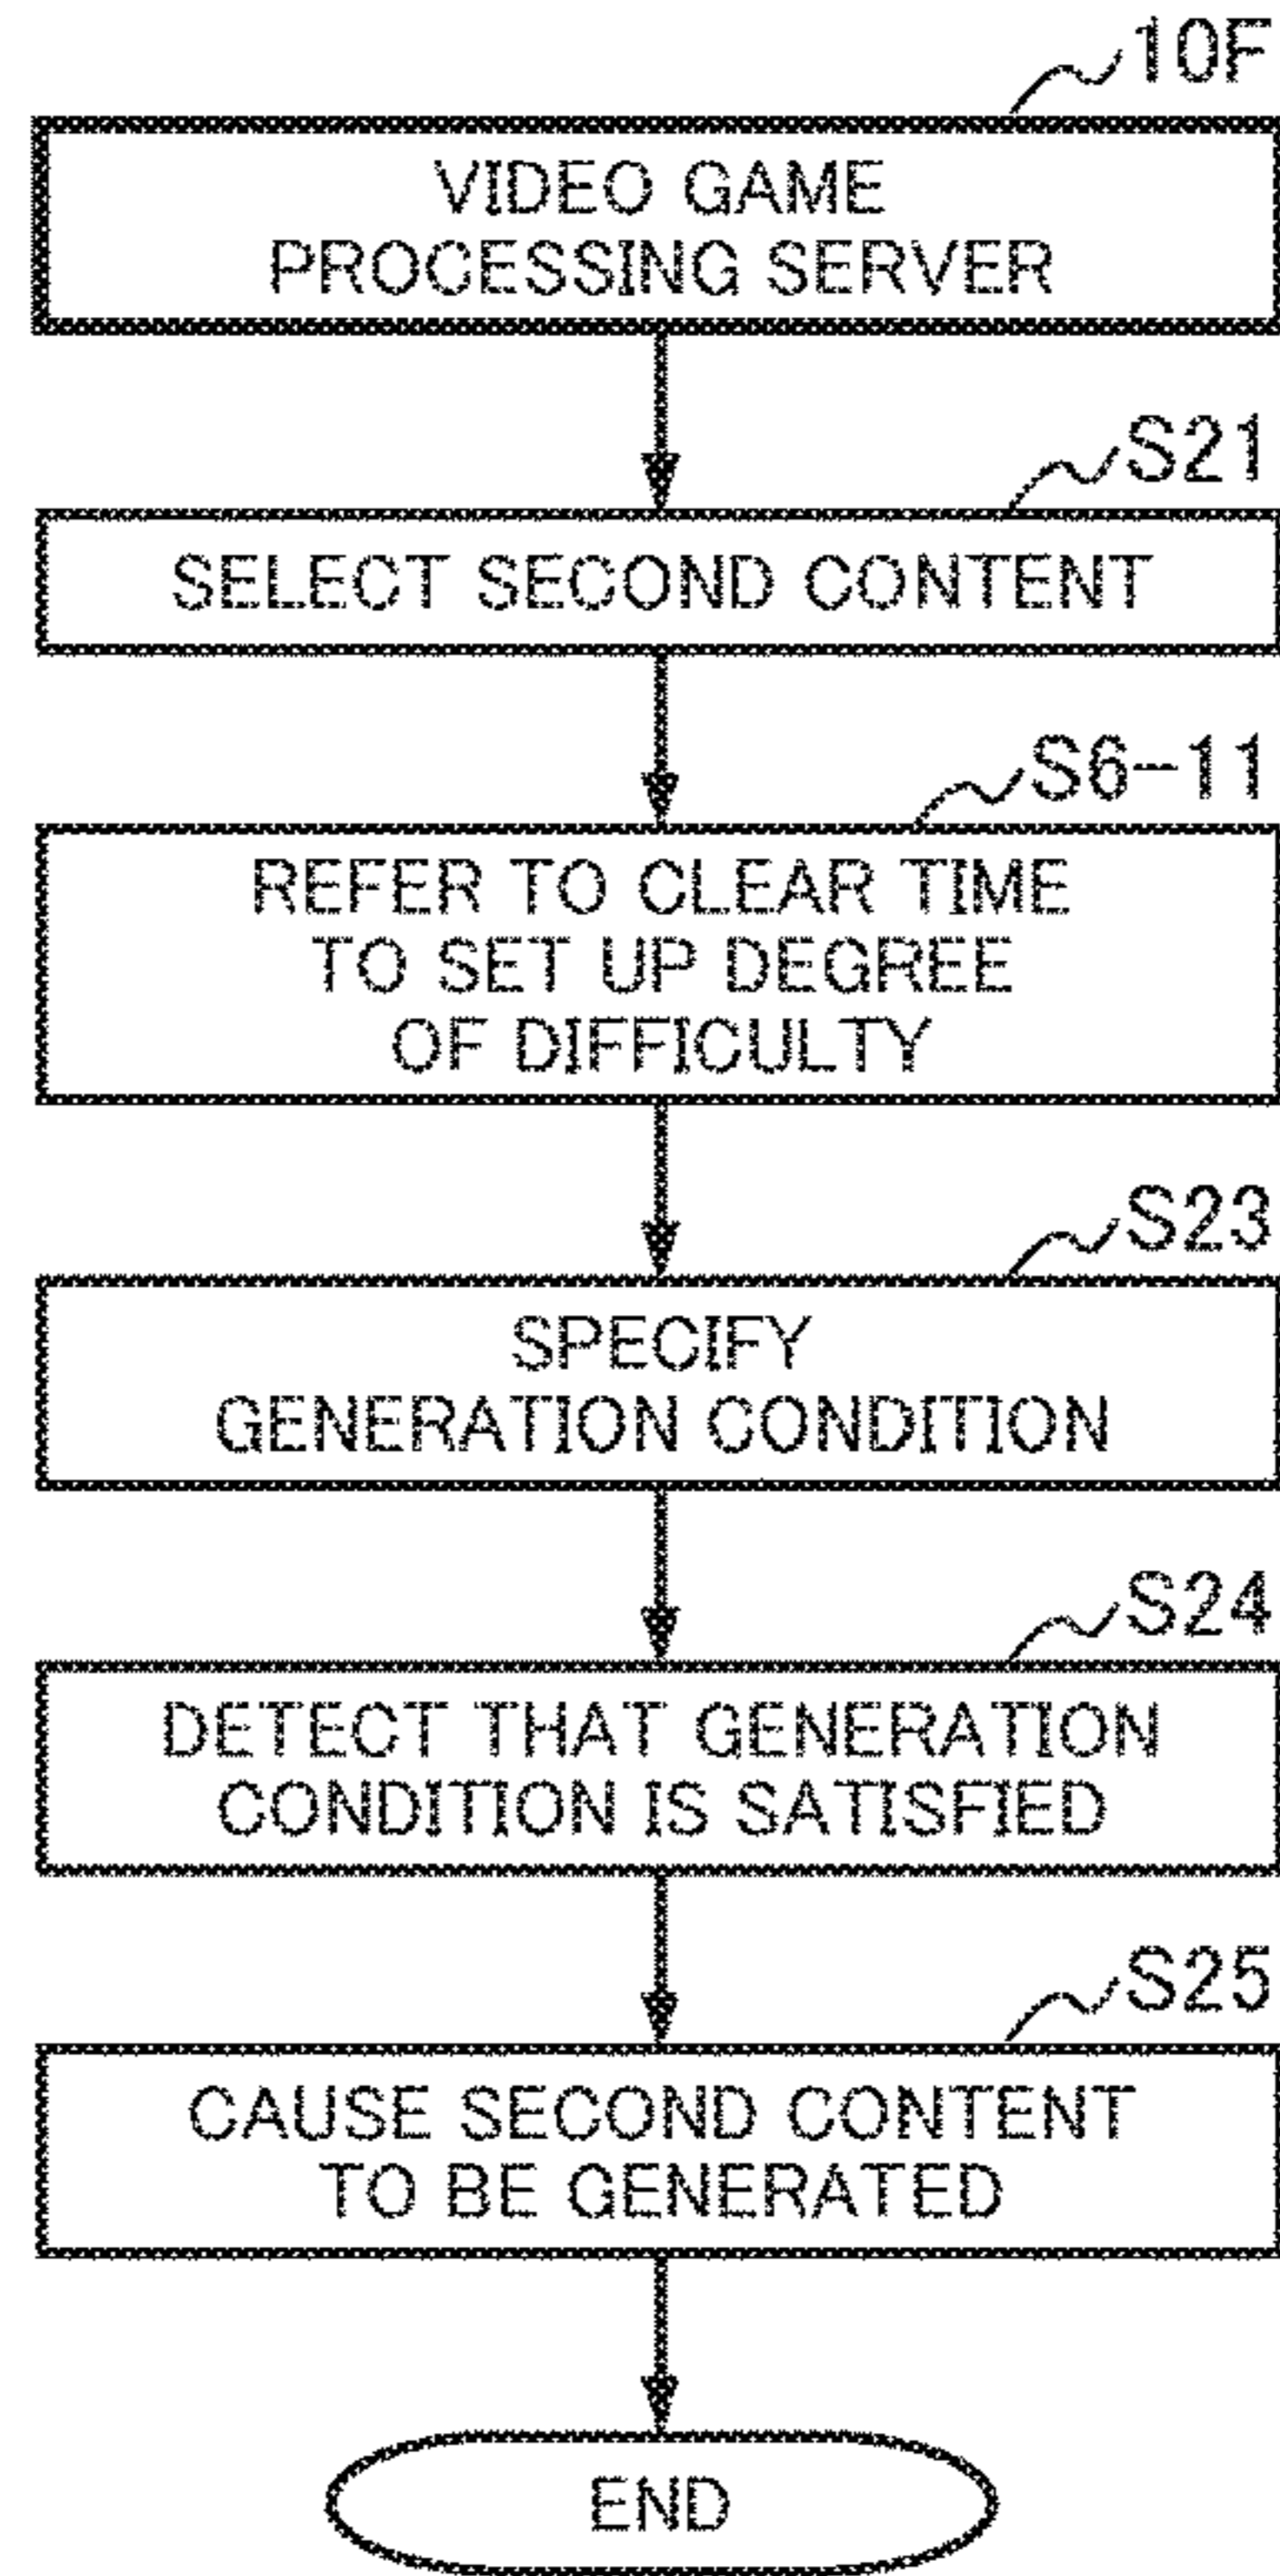 10F
VIDEO GAME
PROCESSING SERVER
S21
SELECT SECOND CONTENT
S6-11
REFER TO CLEAR TIME
TO SET UP DEGREE
OF DIFFICULTY
S23
SPECIFY
GENERATION CONDITION
S24
DETECT THAT GENERATION
CONDITION IS SATISFIED
S25
CAUSE SECOND CONTENT
TO BE GENERATED
END